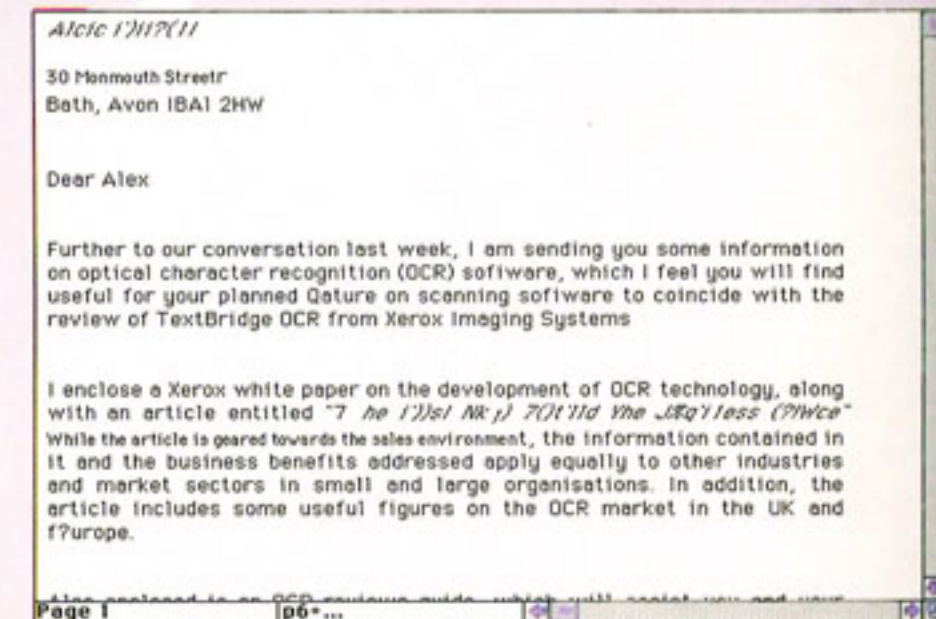 Alcic i')ii?(11
30 Monmouth Streetr
Bath, Avon IBA1 2HW
Dear Alex
Further to our conversation last week, I am sending you some information
on optical character recognition (OCR) sofiware, which I feel you will find
useful for your planned Qature on scanning sofiware to coincide with the
review of TextBridge OCR from Xerox Imaging Systems
I enclose a Xerox white paper on the development of OCR technology, along
with an article entitled "7 he
While the article is geared towards the sales environment, the information contained in
it and the business benefits addressed apply equally to other industries
and market sectors in small and large organisations. In addition, the
article includes some useful figures on the OCR market in the UK and
f?urope.
Page 1 p6+...